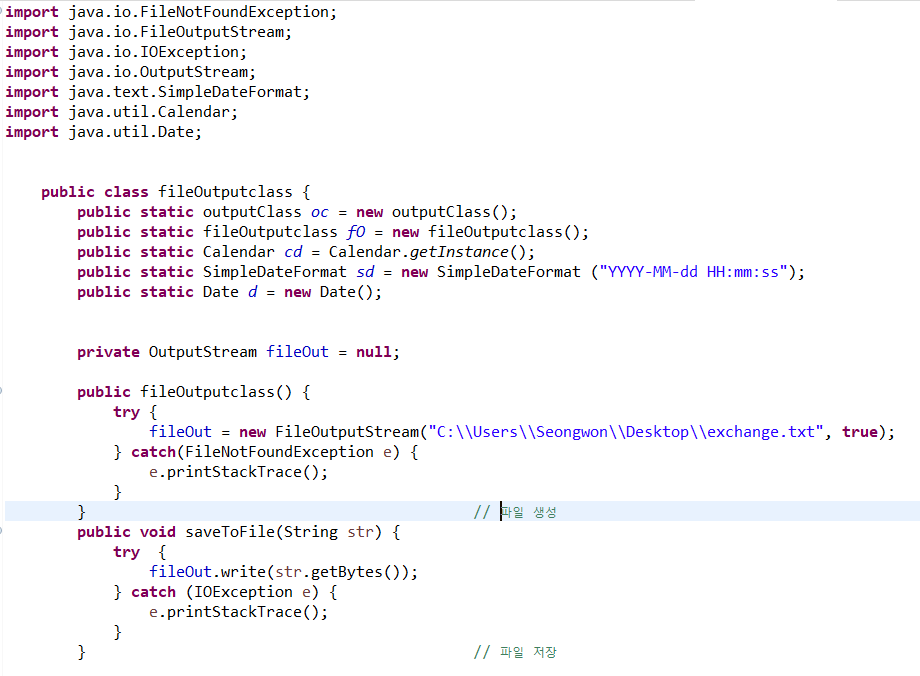 import java.io.FileNotFoundException;
import java.io.FileOutputStream;
import java.io.IOException;
import java.io.OutputStream;
import java.text.SimpleDateFormat;
import java.util.Calendar;
import java.util.Date;
public class fileOutputclass {
public static outputClass oc = new outputClass();
public static fileOutputclass fO = new fileOutputclass();
public static Calendar cd = Calendar.getInstance();
public static SimpleDateFormat sd = new SimpleDateFormat ("YYYY-MM-dd HH:mm:ss");
public static Date d = new Date();
private OutputStream fileOut = null;
public fileOutputclass() {
try {
fileOut = new FileOutputStream("C:\\Users\\Seongwon\\Desktop\\exchange.txt", true);
} catch(FileNotFoundException e) {
e.printStackTrace();
}
} // 파일 생성
public void saveToFile(String str) {
try {
fileOut.write(str.getBytes());
} catch (IOException e) {
e.printStackTrace();
}
} // 파일 저장